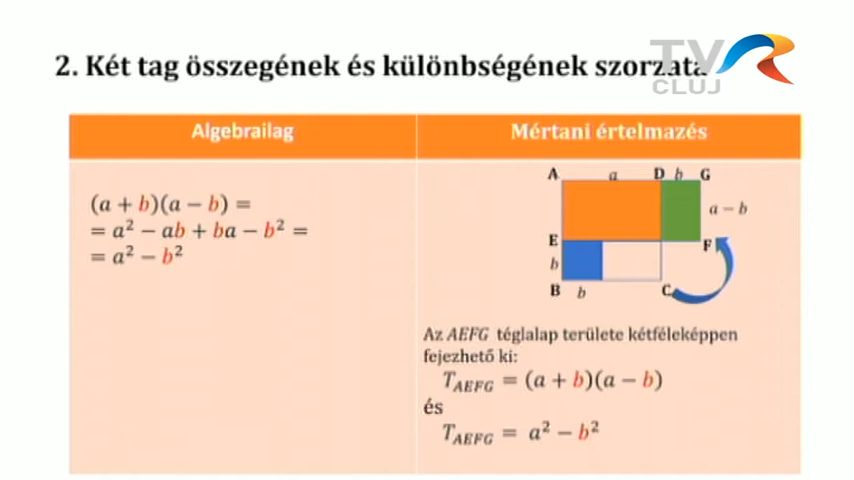 2. Két tag összegének és különbségének szorzata
TVR
CLUJ
Algebrailag
Mértani értelmazés
(a + b)(a − b) =
= a² − ab + ba − b² =
= a² − b²
A a D b G
a − b
E F
b
B b C
Az AEFG téglalap területe kétféleképpen
fejezhető ki:
T_AEFG = (a + b)(a − b)
és
T_AEFG = a² − b²